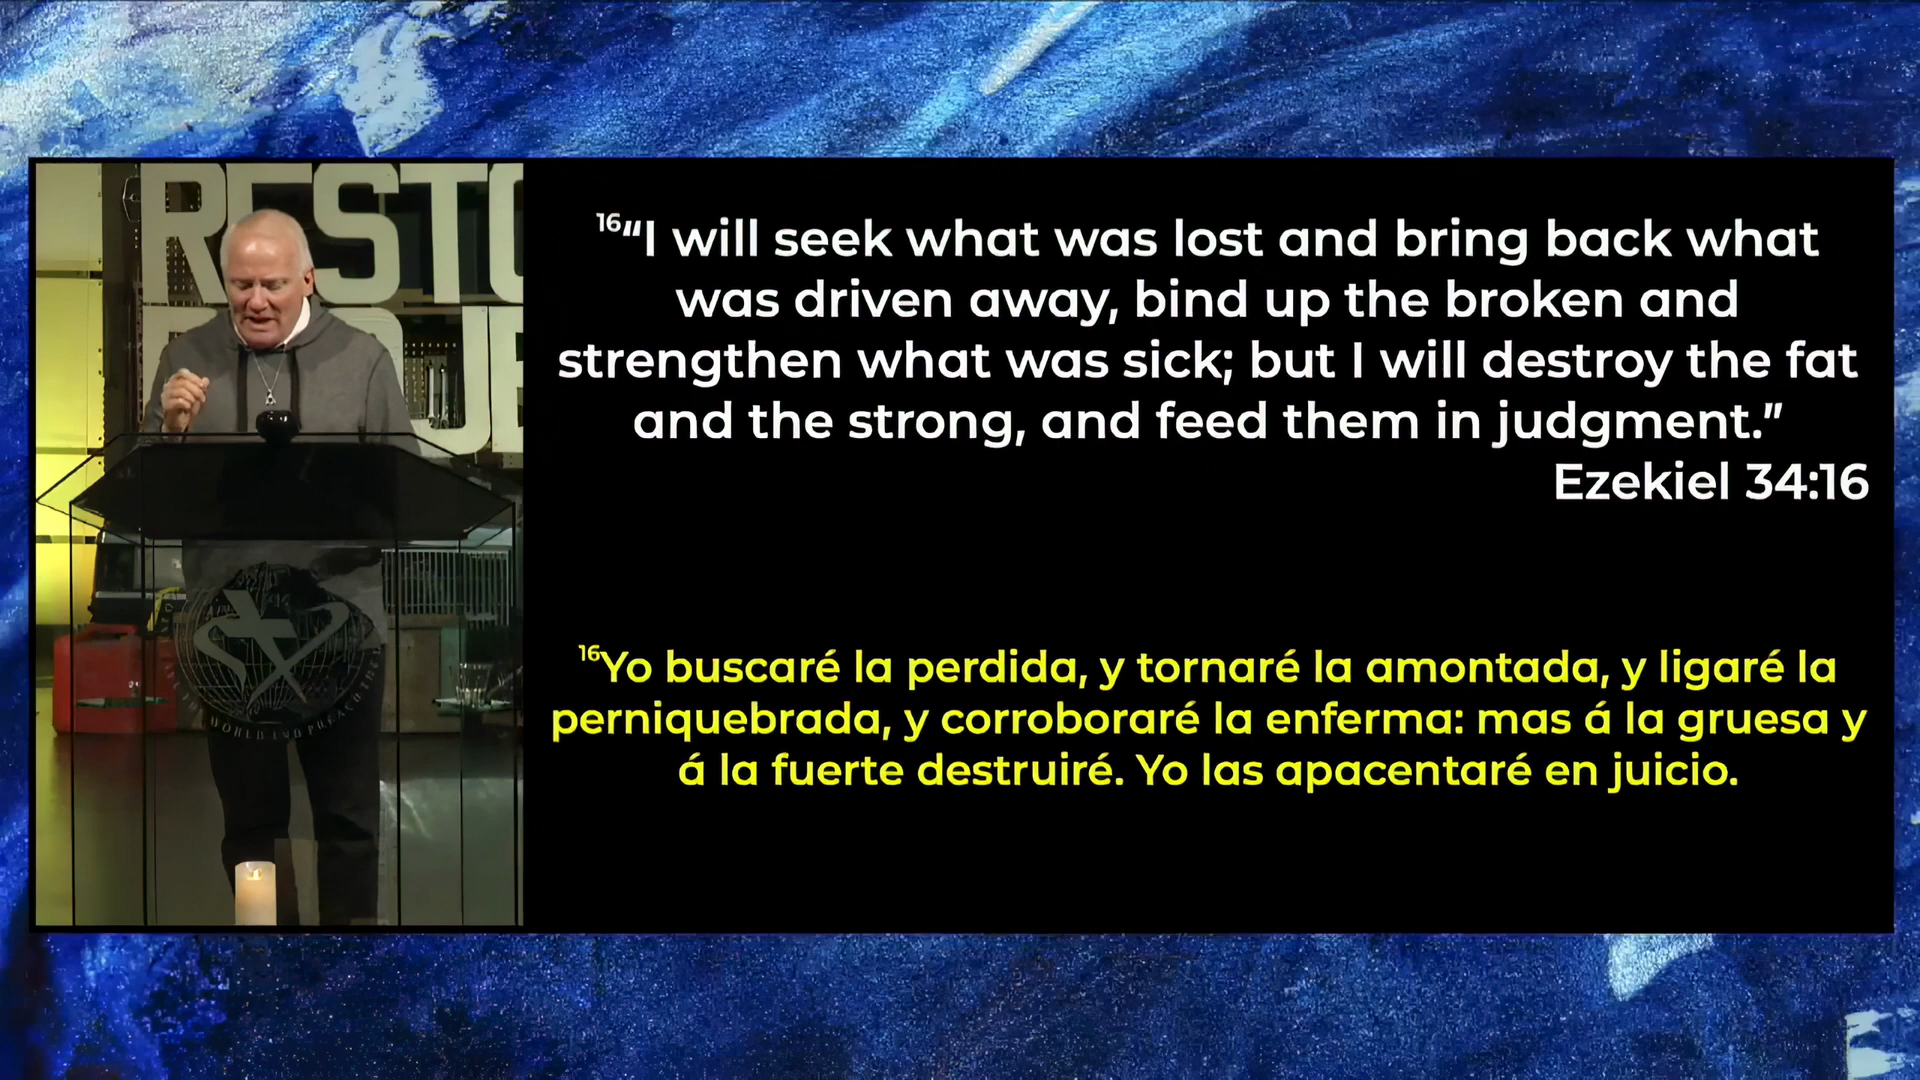 RESTO
¹⁶“I will seek what was lost and bring back what
was driven away, bind up the broken and
strengthen what was sick; but I will destroy the fat
and the strong, and feed them in judgment.”
Ezekiel 34:16
¹⁶Yo buscaré la perdida, y tornaré la amontada, y ligaré la
perniquebrada, y corroboraré la enferma: mas á la gruesa y
á la fuerte destruiré. Yo las apacentaré en juicio.